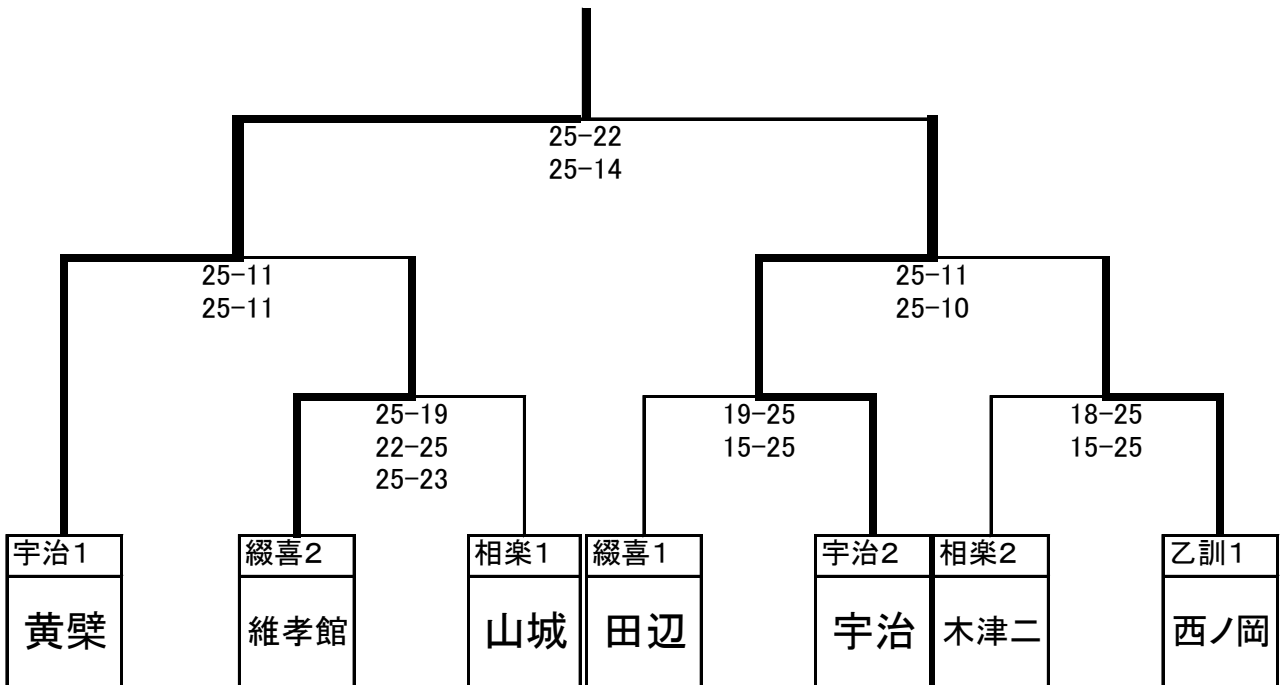 25-22
25-14
25-11
25-11
25-11
25-10
25-19
22-25
25-23
19-25
15-25
18-25
15-25
宇治1
綴喜2
相楽1
綴喜1
宇治2
相楽2
乙訓1
黄檗
維孝館
山城
田辺
宇治
木津二
西ノ岡